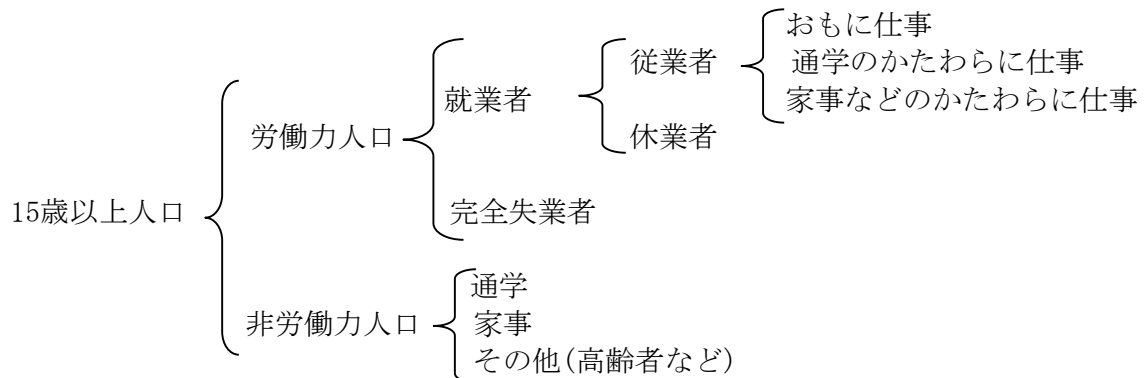 おもに仕事
従業者
通学のかたわらに仕事
就業者
家事などのかたわらに仕事
労働力人口
休業者
15歳以上人口
完全失業者
通学
非労働力人口
家事
その他(高齢者など)